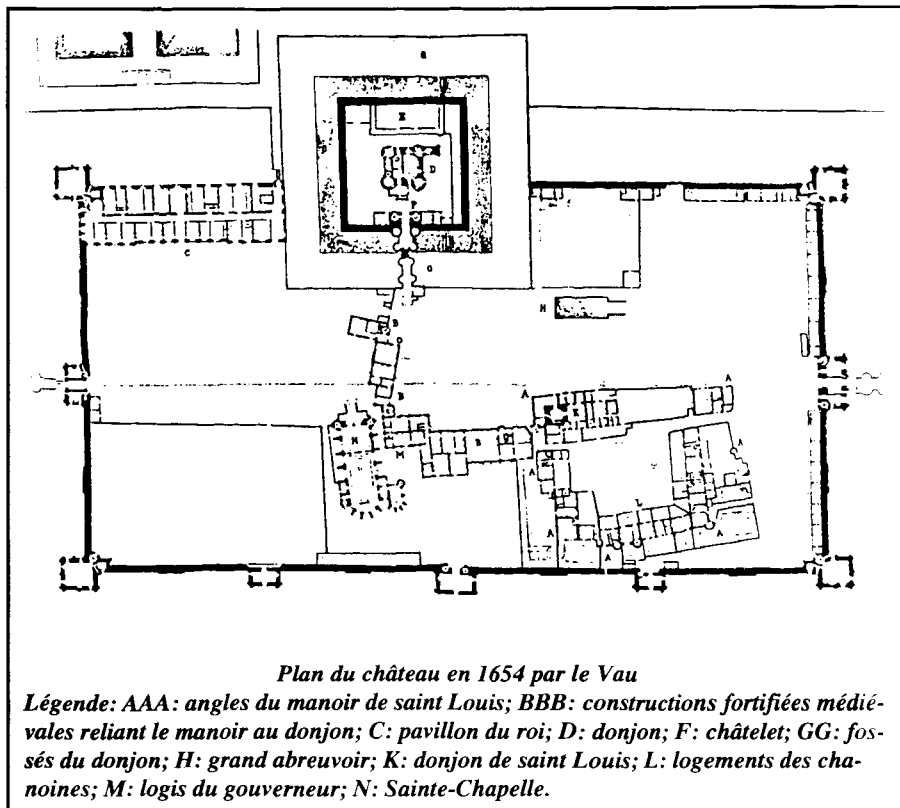 G
E
D
F
C
G
H
B
B
A
A
N
M
B
A
A
L
A
A
A
Plan du château en 1654 par le Vau
Légende: AAA: angles du manoir de saint Louis; BBB: constructions fortifiées médié-
vales reliant le manoir au donjon; C: pavillon du roi; D: donjon; F: châtelet; GG: fos-
sés du donjon; H: grand abreuvoir; K: donjon de saint Louis; L: logements des cha-
noines; M: logis du gouverneur; N: Sainte-Chapelle.